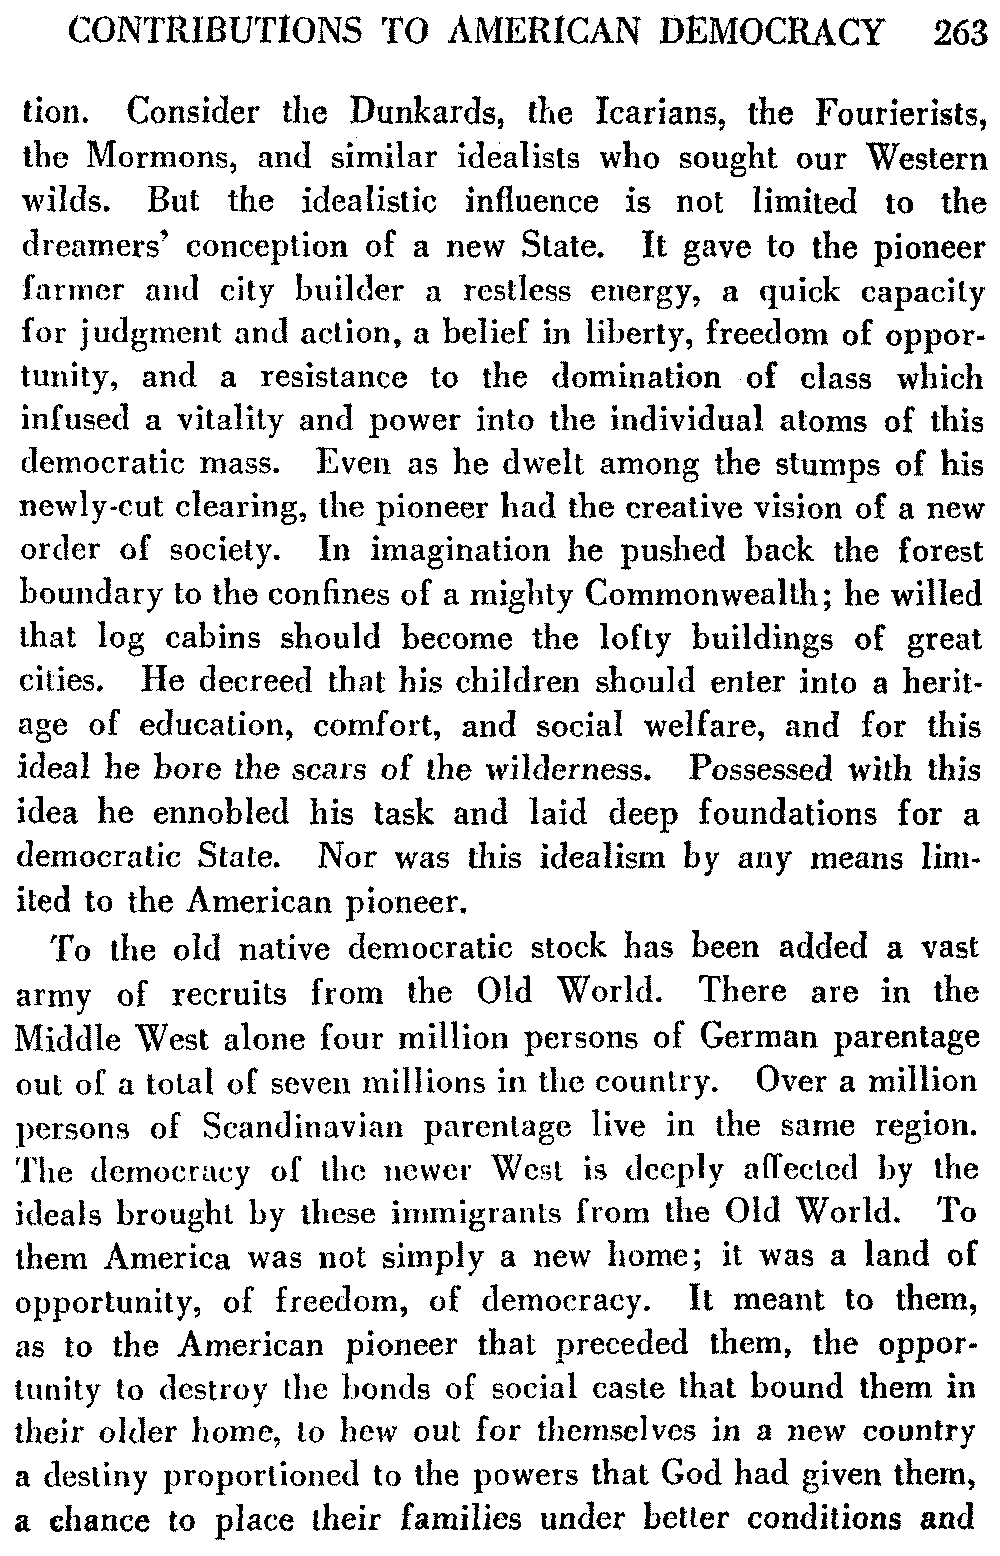 CONTRIBUTIONS TO AMERICAN DEMOCRACY 263
tion. Consider the Dunkards, the Icarians, the Fourierists,
the Mormons, and similar idealists who sought our Western
wilds. But the idealistic influence is not limited to the
dreamers' conception of a new State. It gave to the pioneer
farmer and city builder a restless energy, a quick capacity
for judgment and action, a belief in liberty, freedom of oppor-
tunity, and a resistance to the domination of class which
infused a vitality and power into the individual atoms of this
democratic mass. Even as he dwelt among the stumps of his
newly-cut clearing, the pioneer had the creative vision of a new
order of society. In imagination he pushed back the forest
boundary to the confines of a mighty Commonwealth; he willed
that log cabins should become the lofty buildings of great
cities. He decreed that his children should enter into a herit-
age of education, comfort, and social welfare, and for this
ideal he bore the scars of the wilderness. Possessed with this
idea he ennobled his task and laid deep foundations for a
democratic State. Nor was this idealism by any means lim-
ited to the American pioneer.
To the old native democratic stock has been added a vast
army of recruits from the Old World. There are in the
Middle West alone four million persons of German parentage
out of a total of seven millions in the country. Over a million
persons of Scandinavian parentage live in the same region.
The democracy of the newer West is deeply affected by the
ideals brought by these immigrants from the Old World. To
them America was not simply a new home; it was a land of
opportunity, of freedom, of democracy. It meant to them,
as to the American pioneer that preceded them, the oppor-
tunity to destroy the bonds of social caste that bound them in
their older home, to hew out for themselves in a new country
a destiny proportioned to the powers that God had given them,
a chance to place their families under better conditions and